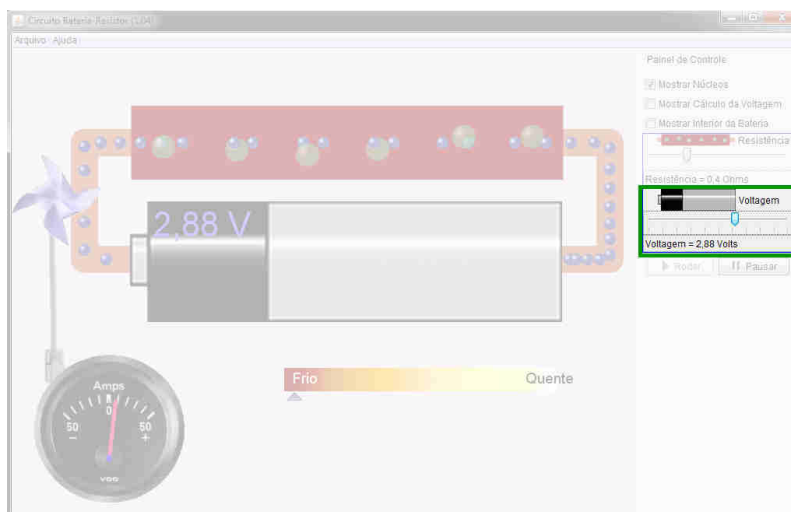 Circuito Bateria-Resistor (1.04)
Arquivo Ajuda
Painel de Controle
Mostrar Núcleos
Mostrar Cálculo da Voltagem
Mostrar Interior da Bateria
Resistência
Resistência = 0,4 Ohms
Voltagem
Voltagem = 2,88 Volts
Rodar Pausar
2,88 V
Frio Quente
Amps
0
50 50
- +
VDO